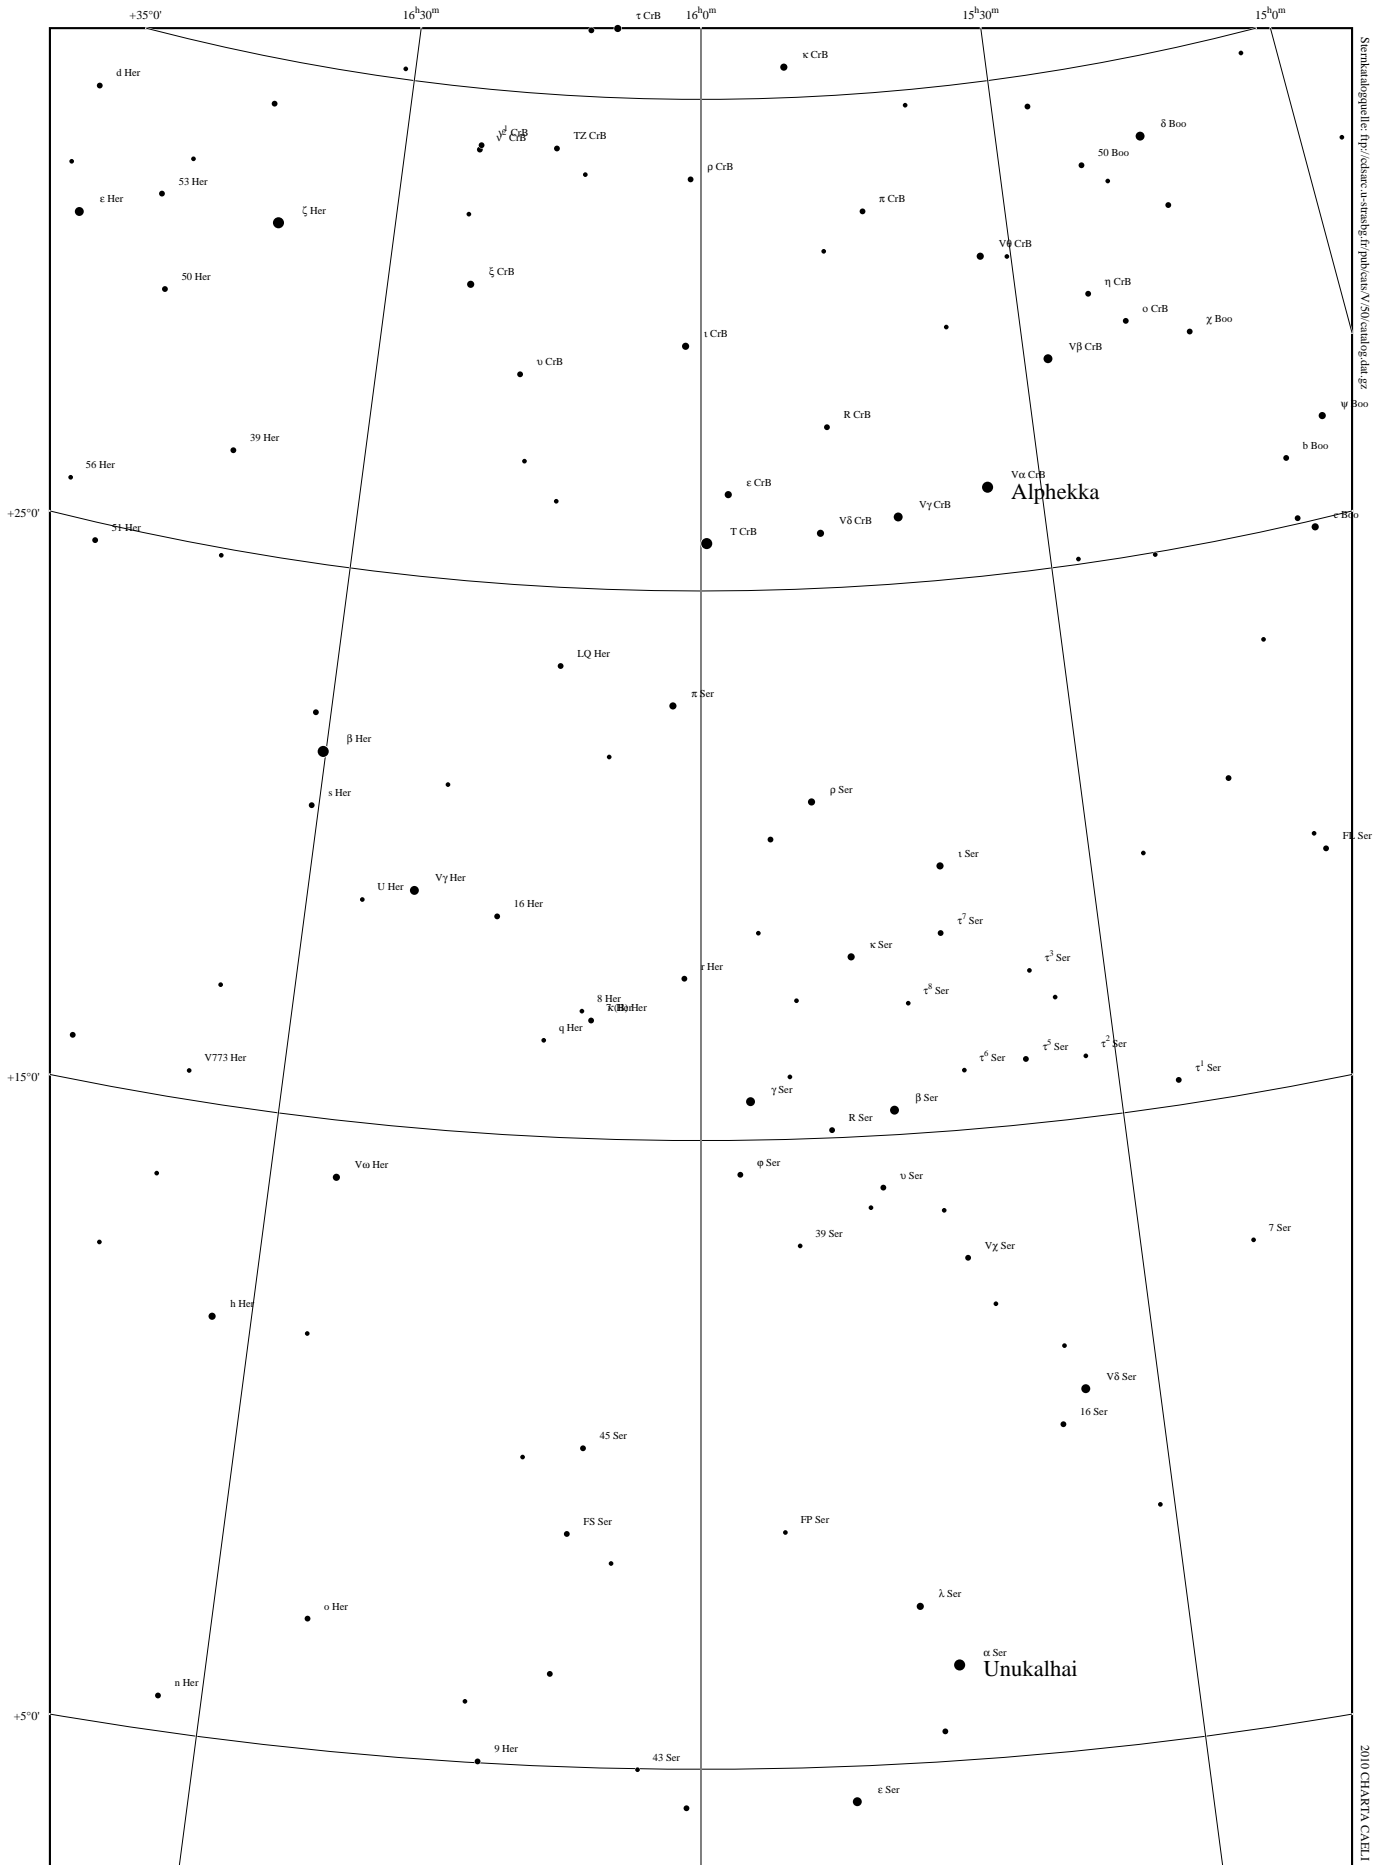 +35°0'
16h30m
τ CrB
16h0m
15h30m
15h0m
κ CrB
d Her
δ Boo
ν² CrB
TZ CrB
50 Boo
ρ CrB
53 Her
ε Her
ζ Her
π CrB
Vθ CrB
ξ CrB
50 Her
η CrB
ο CrB
χ Boo
ι CrB
Vβ CrB
υ CrB
ψ Boo
R CrB
39 Her
b Boo
56 Her
Vα CrB
Alphekka
ε CrB
Vγ CrB
+25°0'
c Boo
Vδ CrB
51 Her
T CrB
LQ Her
π Ser
β Her
s Her
ρ Ser
FL Ser
ι Ser
Vγ Her
U Her
16 Her
τ⁷ Ser
κ Ser
τ³ Ser
r Her
τ⁸ Ser
8 Her
q Her
τ⁵ Ser
τ² Ser
τ⁶ Ser
V773 Her
τ¹ Ser
+15°0'
γ Ser
β Ser
R Ser
Vω Her
φ Ser
υ Ser
39 Ser
7 Ser
Vχ Ser
h Her
Vδ Ser
16 Ser
45 Ser
FS Ser
FP Ser
λ Ser
ο Her
α Ser
Unukalhai
n Her
+5°0'
9 Her
43 Ser
ε Ser
Sternkatalogquelle: ftp://cdsarc.u-strasbg.fr/pub/cats/V/50/catalog.dat.gz
2010 CHARTA CAELI